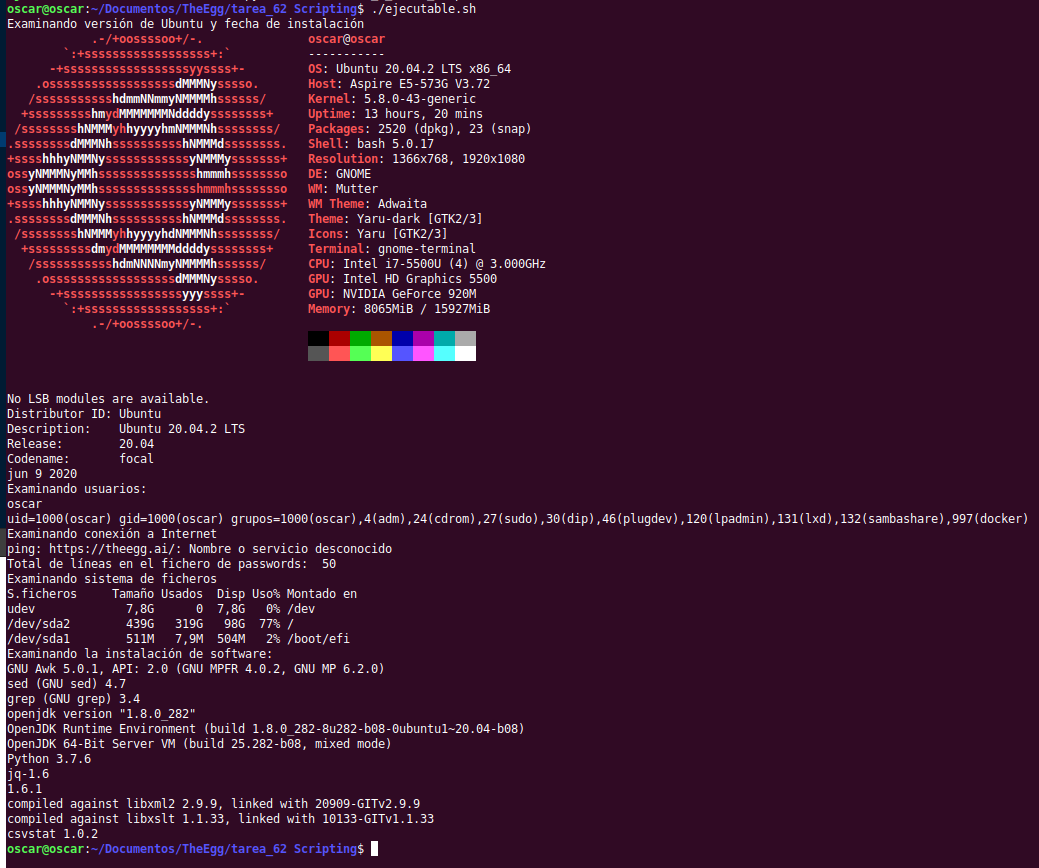 oscar@oscar:~/Documentos/TheEgg/tarea_62 Scripting$ ./ejecutable.sh
Examinando versión de Ubuntu y fecha de instalación
            .-/+oossssoo+/-.               oscar@oscar
        `:+ssssssssssssssssss+:`           -----------
      -+ssssssssssssssssssyyssss+-         OS: Ubuntu 20.04.2 LTS x86_64
    .ossssssssssssssssssdMMMNysssso.       Host: Aspire E5-573G V3.72
   /ssssssssssshdmmNNmmyNMMMMhssssss/      Kernel: 5.8.0-43-generic
  +ssssssssshmydMMMMMMMNddddyssssssss+     Uptime: 13 hours, 20 mins
 /sssssssshNMMMyhhyyyyhmNMMMNhssssssss/    Packages: 2520 (dpkg), 23 (snap)
.ssssssssdMMMNhsssssssssshNMMMdssssssss.   Shell: bash 5.0.17
+sssshhhyNMMNyssssssssssssyNMMMysssssss+   Resolution: 1366x768, 1920x1080
ossyNMMMNyMMhsssssssssssssshmmmhssssssso   DE: GNOME
ossyNMMMNyMMhsssssssssssssshmmmhssssssso   WM: Mutter
+sssshhhyNMMNyssssssssssssyNMMMysssssss+   WM Theme: Adwaita
.ssssssssdMMMNhsssssssssshNMMMdssssssss.   Theme: Yaru-dark [GTK2/3]
 /sssssssshNMMMyhhyyyyhdNMMMNhssssssss/    Icons: Yaru [GTK2/3]
  +sssssssssdmydMMMMMMMMddddyssssssss+     Terminal: gnome-terminal
   /ssssssssssshdmNNNNmyNMMMMhssssss/      CPU: Intel i7-5500U (4) @ 3.000GHz
    .ossssssssssssssssssdMMMNysssso.       GPU: Intel HD Graphics 5500
      -+sssssssssssssssssyyyssss+-         GPU: NVIDIA GeForce 920M
        `:+ssssssssssssssssss+:`           Memory: 8065MiB / 15927MiB
            .-/+oossssoo+/-.
No LSB modules are available.
Distributor ID: Ubuntu
Description:    Ubuntu 20.04.2 LTS
Release:        20.04
Codename:       focal
jun 9 2020
Examinando usuarios:
oscar
uid=1000(oscar) gid=1000(oscar) grupos=1000(oscar),4(adm),24(cdrom),27(sudo),30(dip),46(plugdev),120(lpadmin),131(lxd),132(sambashare),997(docker)
Examinando conexión a Internet
ping: https://theegg.ai/: Nombre o servicio desconocido
Total de líneas en el fichero de passwords:  50
Examinando sistema de ficheros
S.ficheros     Tamaño Usados  Disp Uso% Montado en
udev             7,8G      0  7,8G   0% /dev
/dev/sda2        439G   319G   98G  77% /
/dev/sda1        511M   7,9M  504M   2% /boot/efi
Examinando la instalación de software:
GNU Awk 5.0.1, API: 2.0 (GNU MPFR 4.0.2, GNU MP 6.2.0)
sed (GNU sed) 4.7
grep (GNU grep) 3.4
openjdk version "1.8.0_282"
OpenJDK Runtime Environment (build 1.8.0_282-8u282-b08-0ubuntu1~20.04-b08)
OpenJDK 64-Bit Server VM (build 25.282-b08, mixed mode)
Python 3.7.6
jq-1.6
1.6.1
compiled against libxml2 2.9.9, linked with 20909-GITv2.9.9
compiled against libxslt 1.1.33, linked with 10133-GITv1.1.33
csvstat 1.0.2
oscar@oscar:~/Documentos/TheEgg/tarea_62 Scripting$